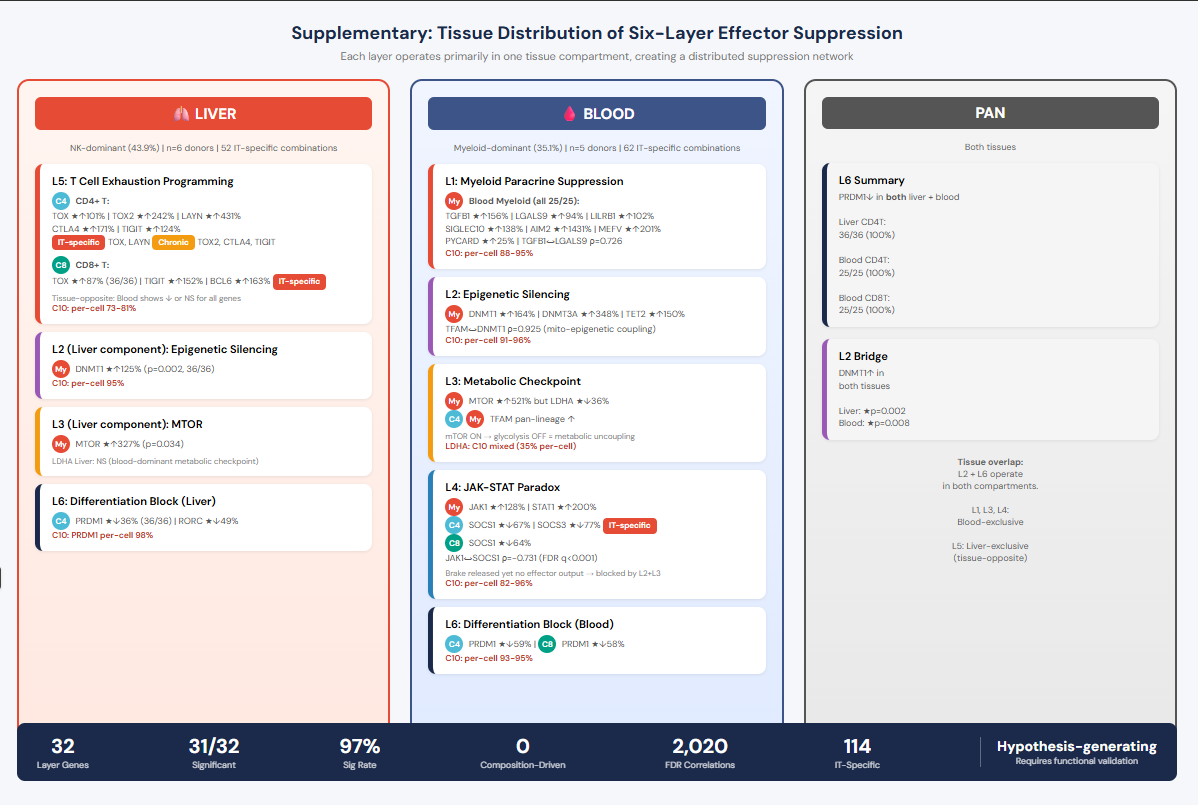 Supplementary: Tissue Distribution of Six-Layer Effector Suppression
Each layer operates primarily in one tissue compartment, creating a distributed suppression network
LIVER
NK-dominant (43.9%) | n=6 donors | 52 IT-specific combinations
L5: T Cell Exhaustion Programming
C4 CD4+ T:
TOX ★↑101% | TOX2 ★↑242% | LAYN ★↑431%
CTLA4 ★↑171% | TIGIT ★↑124%
IT-specific TOX, LAYN Chronic TOX2, CTLA4, TIGIT
C8 CD8+ T:
TOX ★↑87% (36/36) | TIGIT ★↑152% | BCL6 ★↑163% IT-specific
Tissue-opposite: Blood shows ↓ or NS for all genes
C10: per-cell 73-81%
L2 (Liver component): Epigenetic Silencing
My DNMT1 ★↑125% (p=0.002, 36/36)
C10: per-cell 95%
L3 (Liver component): MTOR
My MTOR ★↑327% (p=0.034)
LDHA Liver: NS (blood-dominant metabolic checkpoint)
L6: Differentiation Block (Liver)
C4 PRDM1 ★↓36% (36/36) | RORC ★↓49%
C10: PRDM1 per-cell 98%
BLOOD
Myeloid-dominant (35.1%) | n=5 donors | 62 IT-specific combinations
L1: Myeloid Paracrine Suppression
My Blood Myeloid (all 25/25):
TGFB1 ★↑156% | LGALS9 ★↑94% | LILRB1 ★↑102%
SIGLEC10 ★↑138% | AIM2 ★↑1431% | MEFV ★↑201%
PYCARD ★↑25% | TGFB1↔LGALS9 ρ=0.726
C10: per-cell 88-95%
L2: Epigenetic Silencing
My DNMT1 ★↑164% | DNMT3A ★↑348% | TET2 ★↑150%
TFAM↔DNMT1 ρ=0.925 (mito-epigenetic coupling)
C10: per-cell 91-96%
L3: Metabolic Checkpoint
My MTOR ★↑521% but LDHA ★↓36%
C4 My TFAM pan-lineage ↑
mTOR ON → glycolysis OFF = metabolic uncoupling
LDHA: C10 mixed (35% per-cell)
L4: JAK-STAT Paradox
My JAK1 ★↑128% | STAT1 ★↑200%
C4 SOCS1 ★↓67% | SOCS3 ★↓77% IT-specific
C8 SOCS1 ★↓64%
JAK1↔SOCS1 ρ=-0.731 (FDR q<0.001)
Brake released yet no effector output → blocked by L2+L3
C10: per-cell 82-96%
L6: Differentiation Block (Blood)
C4 PRDM1 ★↓59% | C8 PRDM1 ★↓58%
C10: per-cell 93-95%
PAN
Both tissues
L6 Summary
PRDM1↓ in both liver + blood
Liver CD4T:
36/36 (100%)
Blood CD4T:
25/25 (100%)
Blood CD8T:
25/25 (100%)
L2 Bridge
DNMT1↑ in
both tissues
Liver: ★p=0.002
Blood: ★p=0.008
Tissue overlap:
L2 + L6 operate
in both compartments.
L1, L3, L4:
Blood-exclusive
L5: Liver-exclusive
(tissue-opposite)
32
Layer Genes
31/32
Significant
97%
Sig Rate
0
Composition-Driven
2,020
FDR Correlations
114
IT-Specific
Hypothesis-generating
Requires functional validation